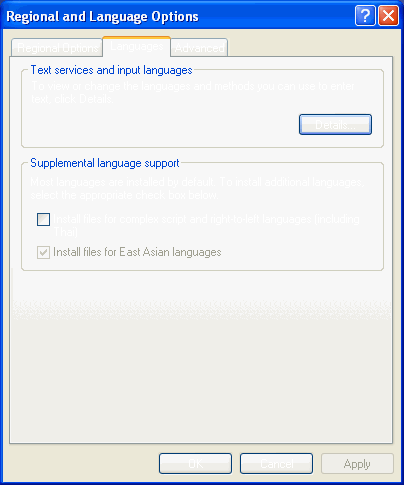 Regional and Language Options
Regional Options
Languages
Advanced
Text services and input languages
To view or change the languages and methods you can use to enter
text, click Details.
Details...
Supplemental language support
Most languages are installed by default. To install additional languages,
select the appropriate check box below.
Install files for complex script and right-to-left languages (including
Thai)
Install files for East Asian languages
OK
Cancel
Apply